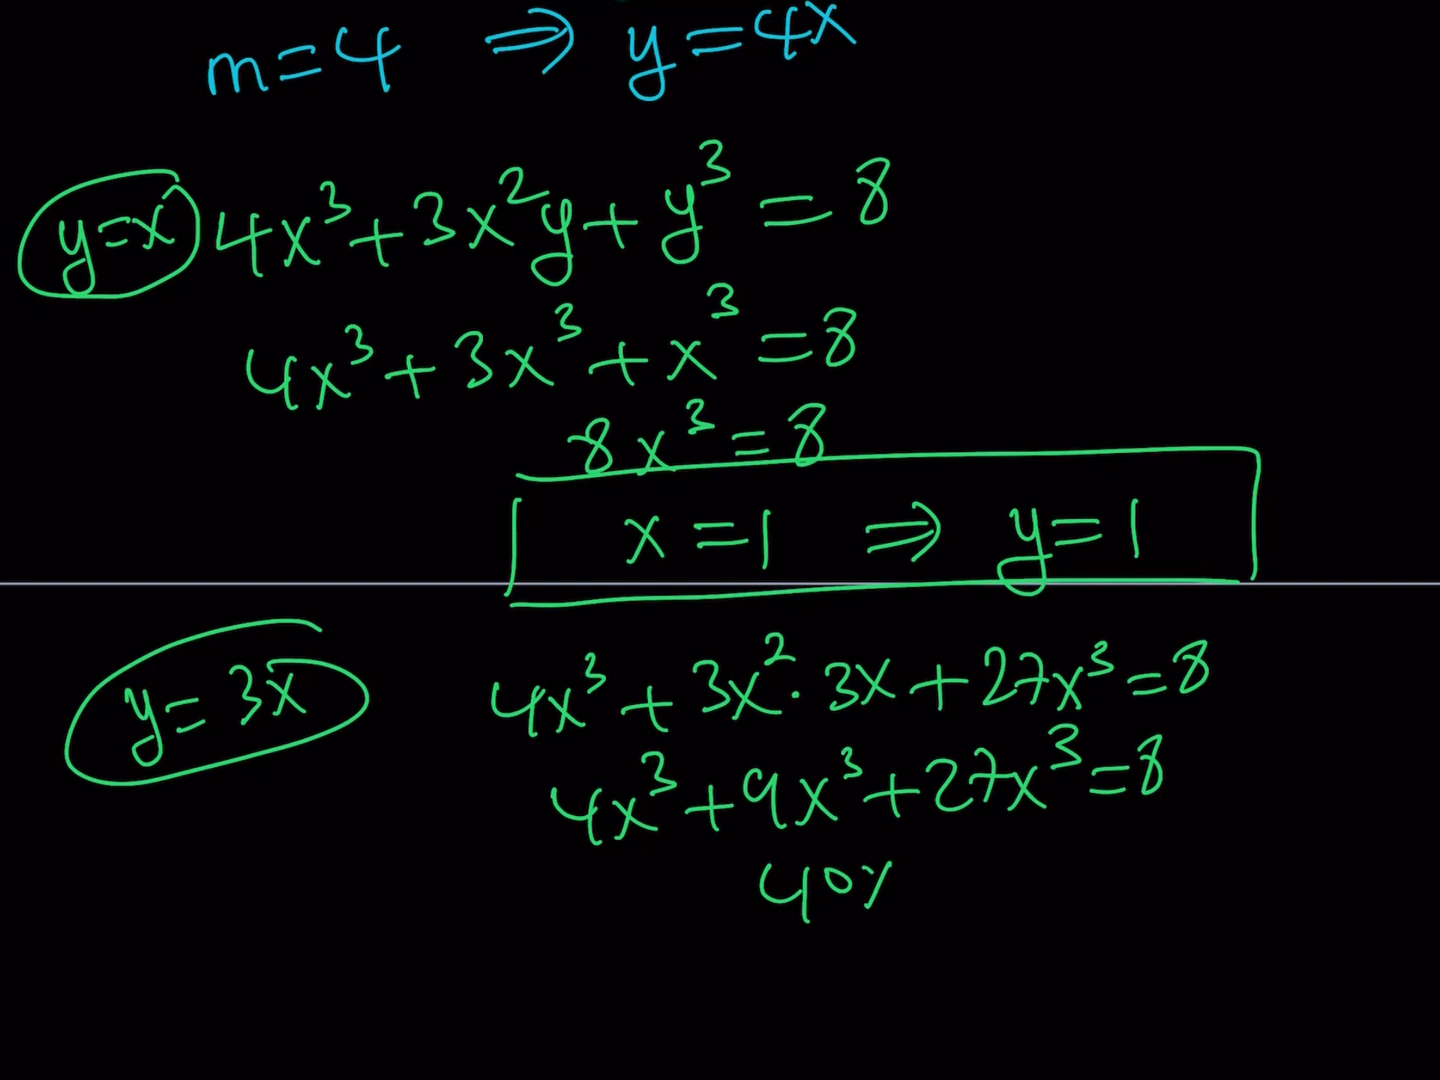 m=4 ⇒ y=4x
y=x 4x³+3x²y+y³=8
4x³+3x³+x³=8
8x³=8
x=1 ⇒ y=1
y=3x 4x³+3x²·3x+27x³=8
4x³+9x³+27x³=8
40